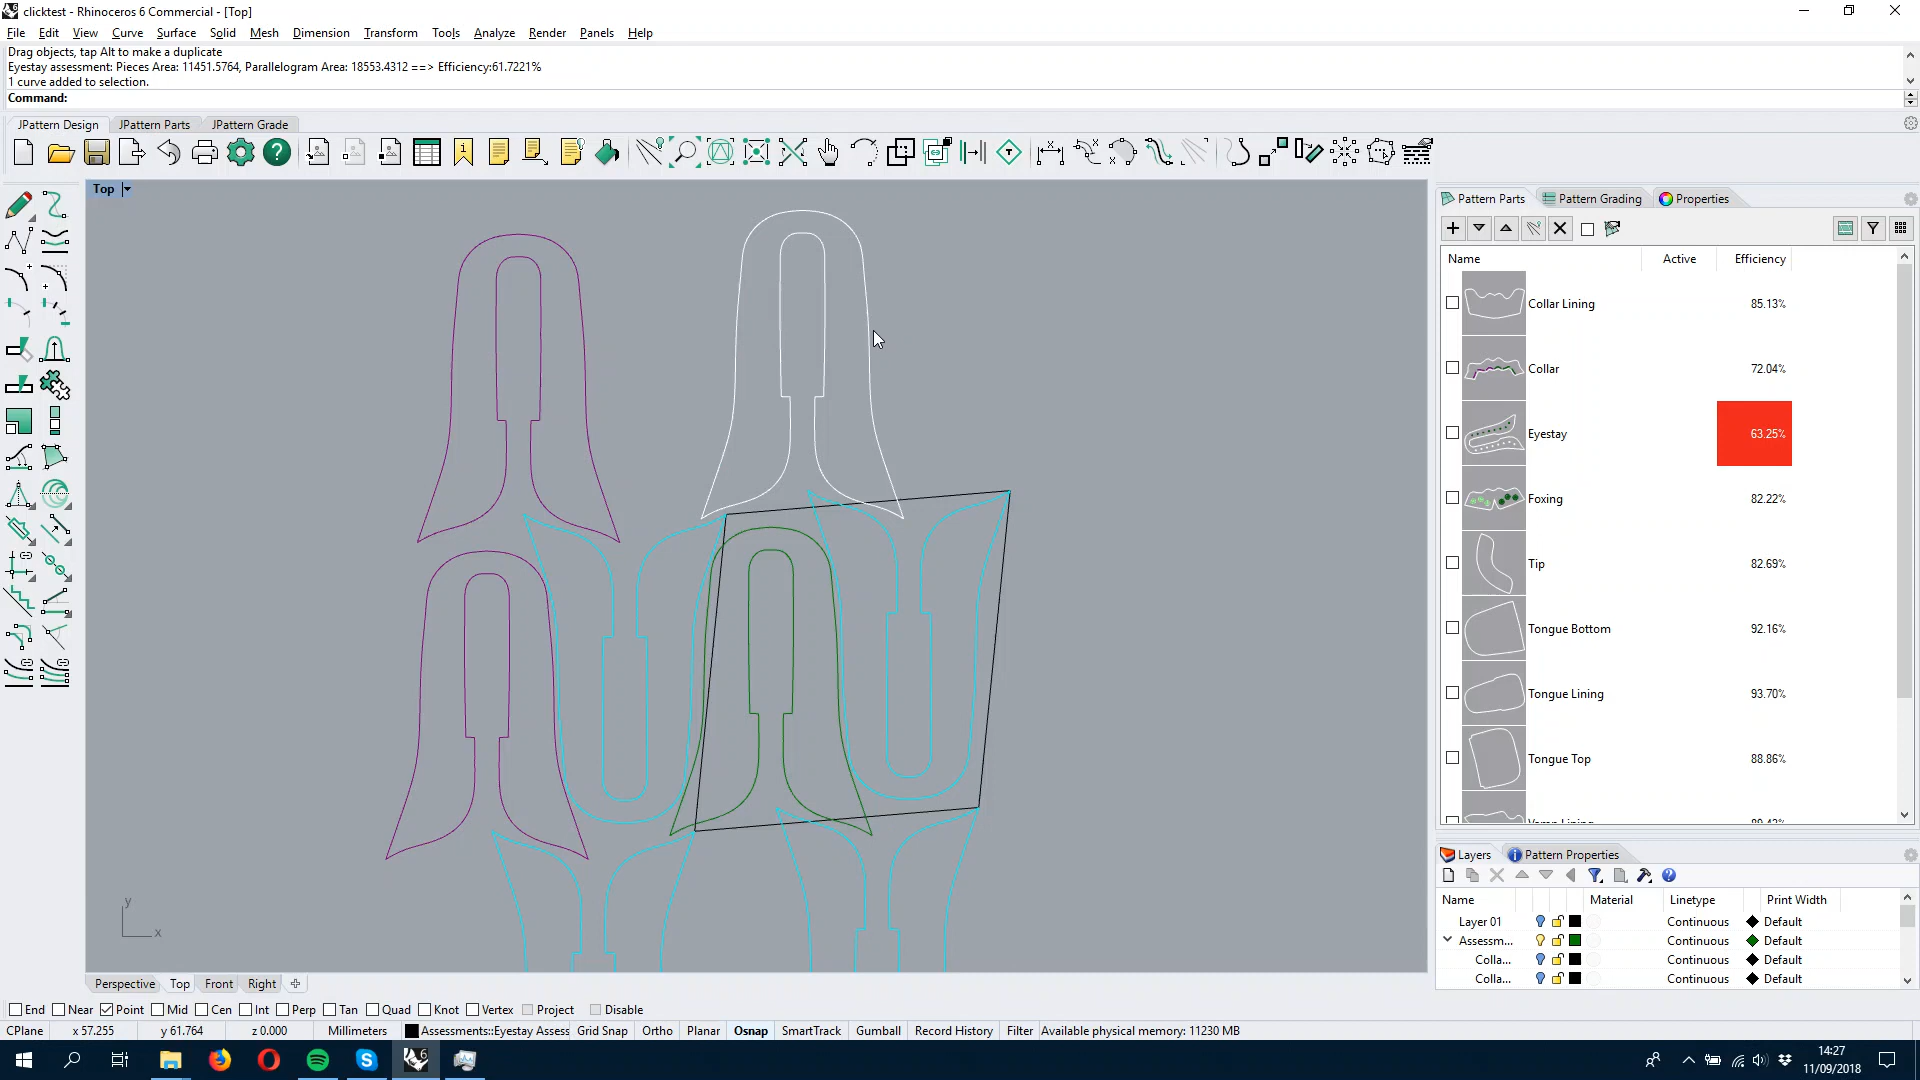 clicktest - Rhinoceros 6 Commercial - [Top]
File Edit View Curve Surface Solid Mesh Dimension Transform Tools Analyze Render Panels Help
Drag objects, tap Alt to make a duplicate
Eyestay assessment: Pieces Area: 11451.5764, Parallelogram Area: 18553.4312 ==> Efficiency:61.7221%
1 curve added to selection.
Command:
JPattern Design JPattern Parts JPattern Grade
Top
Pattern Parts Pattern Grading Properties
Name Active Efficiency
Collar Lining 85.13%
Collar 72.04%
Eyestay 63.25%
Foxing 82.22%
Tip 82.69%
Tongue Bottom 92.16%
Tongue Lining 93.70%
Tongue Top 88.86%
Layers Pattern Properties
Name Material Linetype Print Width
Layer 01 Continuous Default
Assessm... Continuous Default
Colla... Continuous Default
Colla... Continuous Default
y
x
Perspective Top Front Right
End Near Point Mid Cen Int Perp Tan Quad Knot Vertex Project Disable
CPlane x 57.255 y 61.764 z 0.000 Millimeters Assessments::Eyestay Assess Grid Snap Ortho Planar Osnap SmartTrack Gumball Record History Filter Available physical memory: 11230 MB
14:27
11/09/2018